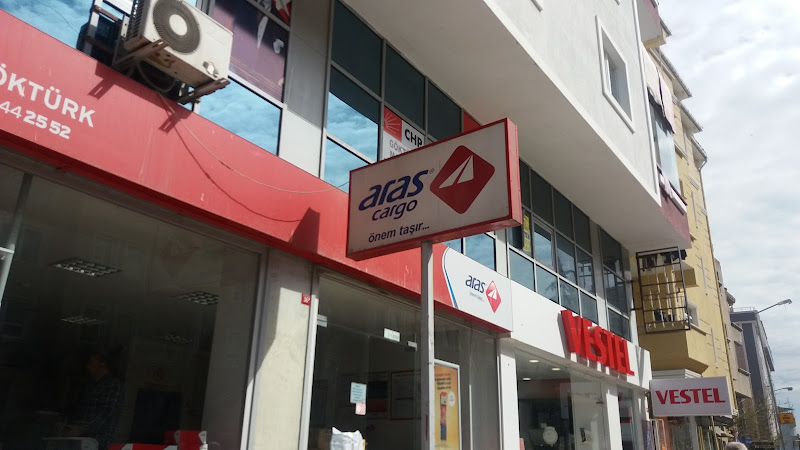 ÖKTÜRK
44 25 52
CHP
aras
cargo
önem taşır...
aras
VESTEL
VESTEL